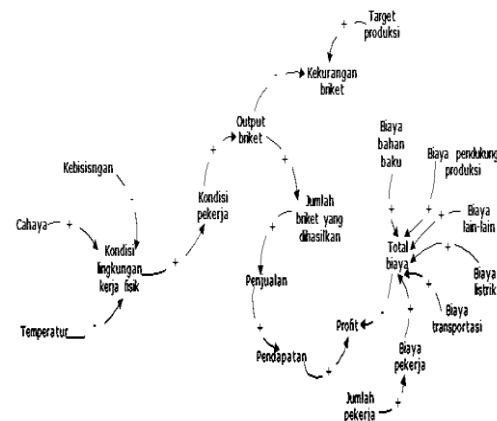 Target
produksi
+
-
Kekurangan
briket
Output
briket
+
+
Biaya
bahan
baku
Biaya pendukung
produksi
Kebisisngan
-
Kondisi
pekerja
Jumlah
briket yang
dihasilkan
+
+
+
Biaya
lain-lain
Cahaya
+
Kondisi
lingkungan
kerja fisik
+
+
Total
biaya
+
Biaya
listrik
Penjualan
+
Biaya
transportasi
Temperatur
-
+
Profit
-
+
Pendapatan
+
Biaya
pekerja
Jumlah
pekerja
+